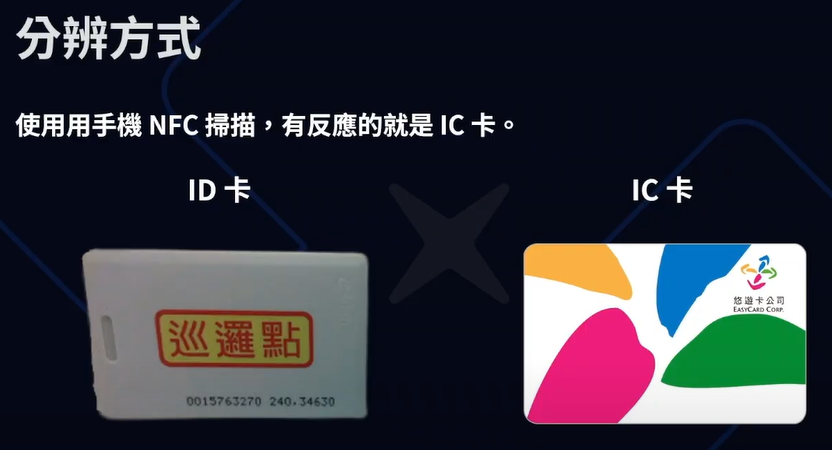 分辨方式
使用用手機 NFC 掃描，有反應的就是 IC 卡。
ID 卡
IC 卡
巡邏點
0015763270 240,34630
悠遊卡公司
EASYCARD CORP.